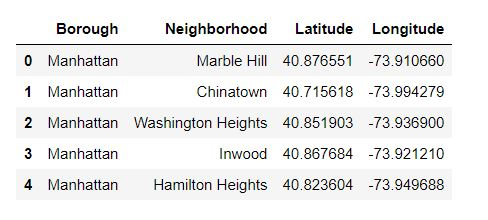 Borough Neighborhood Latitude Longitude
0 Manhattan Marble Hill 40.876551 -73.910660
1 Manhattan Chinatown 40.715618 -73.994279
2 Manhattan Washington Heights 40.851903 -73.936900
3 Manhattan Inwood 40.867684 -73.921210
4 Manhattan Hamilton Heights 40.823604 -73.949688